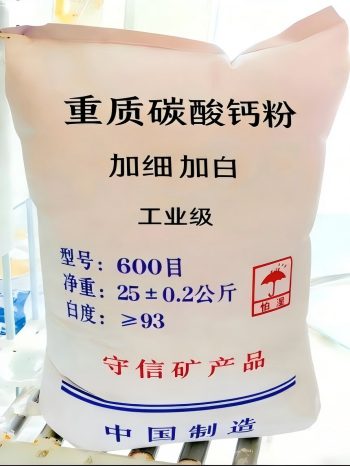 重质碳酸钙粉
加细加白
工业级
型号：600目
净重：25±0.2公斤
白度：≥93
怕湿
守信矿产品
中国制造